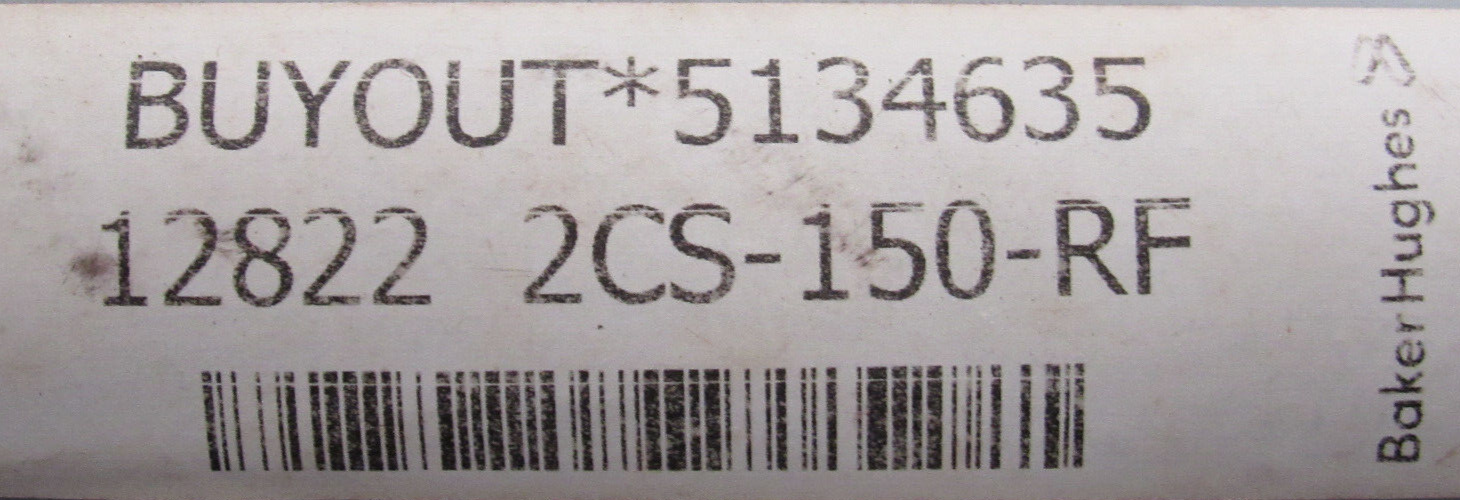 BUYOUT*5134635
12822 2CS-150-RF
Baker Hughes